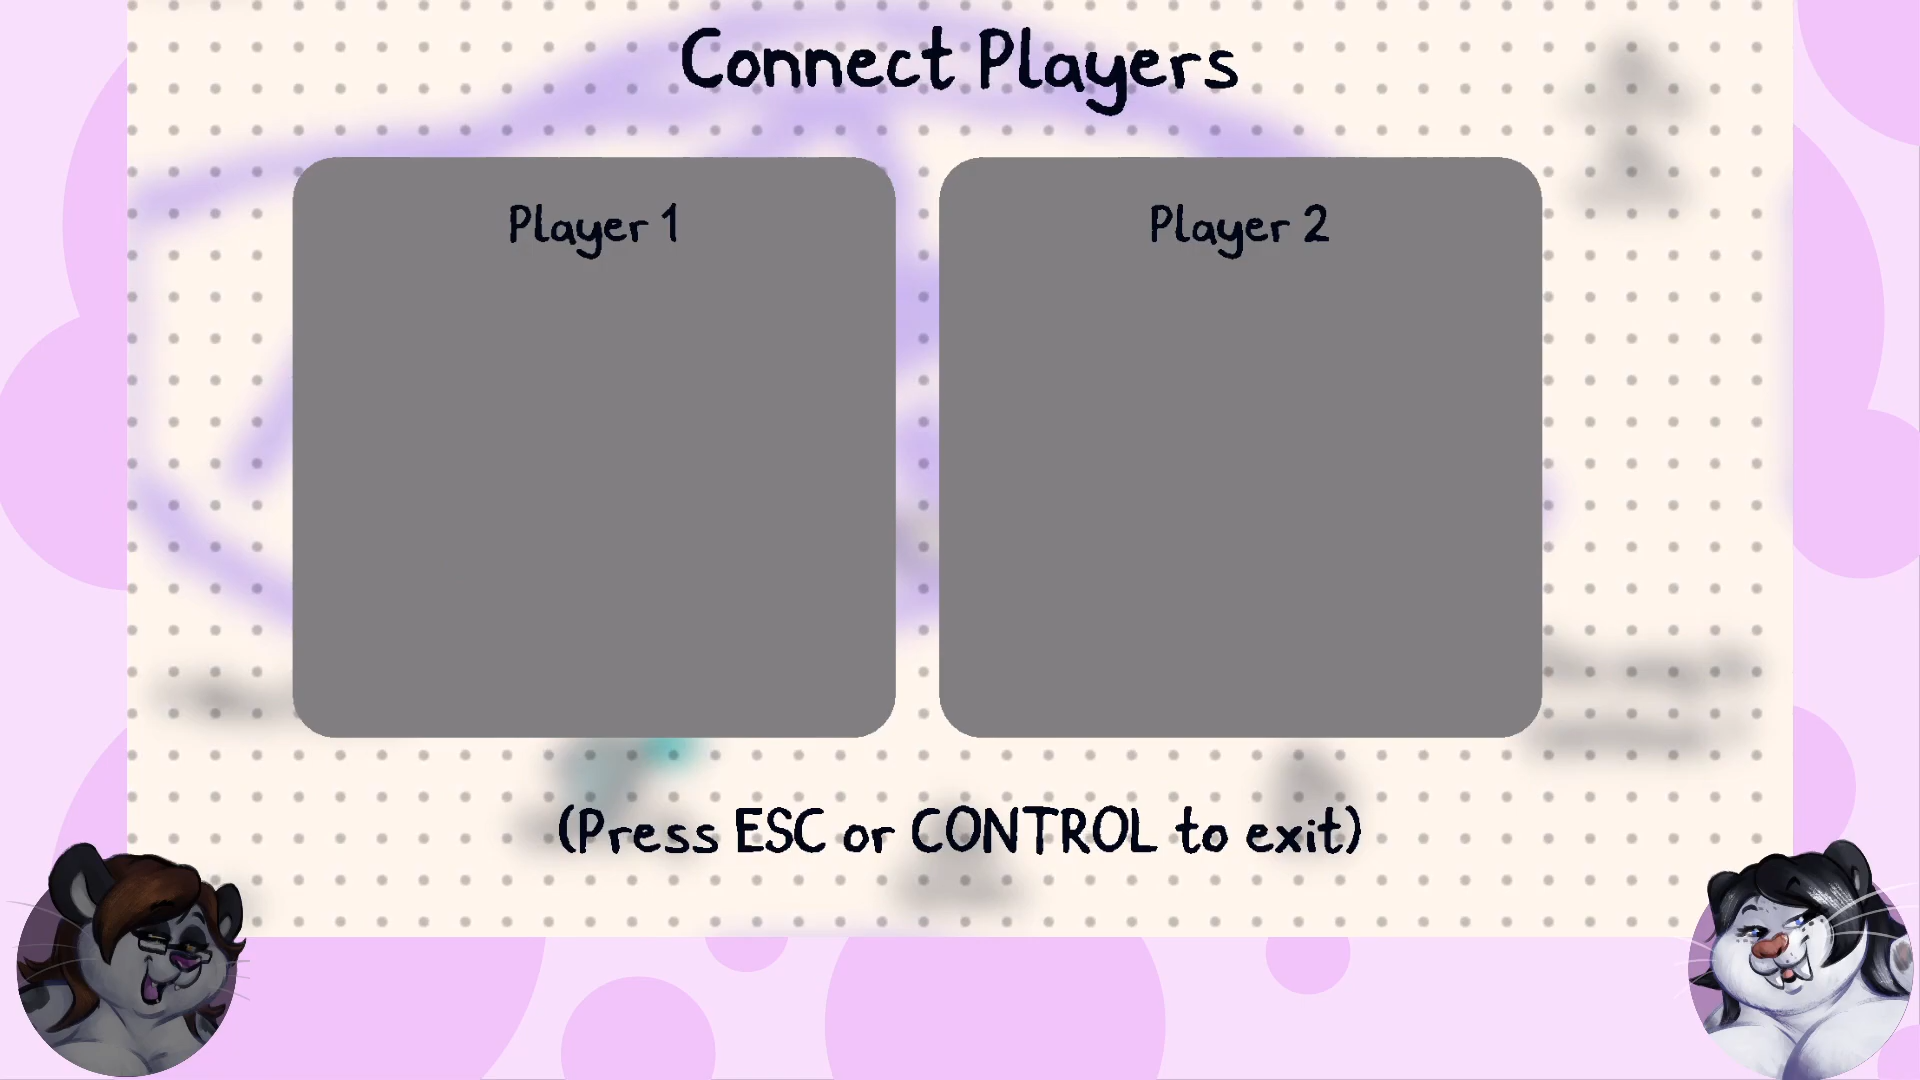 Connect Players
Player 1
Player 2
(Press ESC or CONTROL to exit)